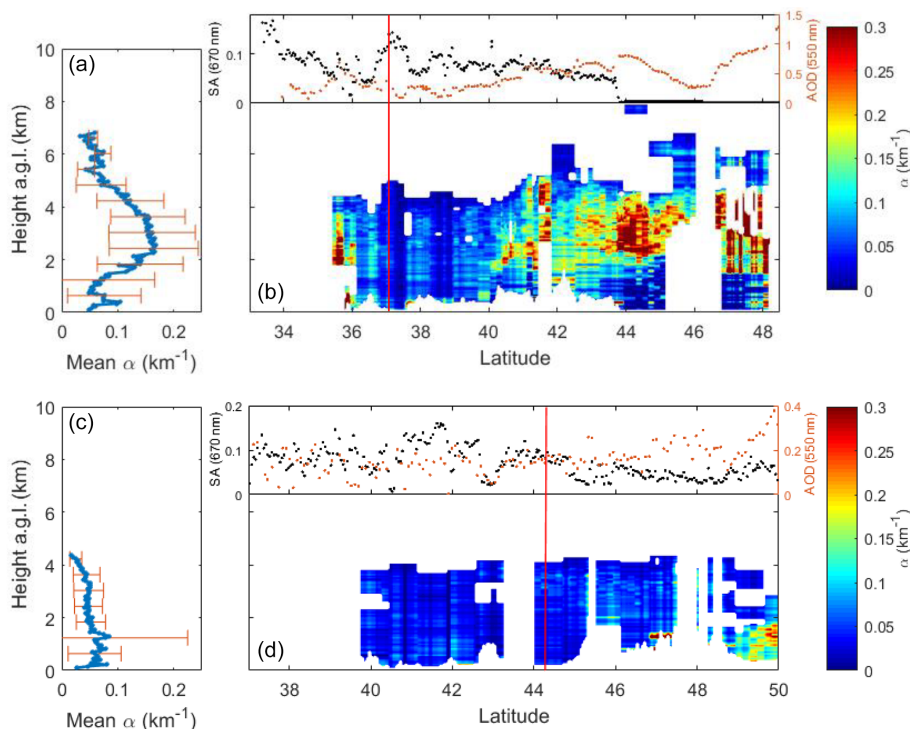 (a)
10
8
6
4
2
0
Height a.g.l. (km)
0 0.1 0.2
Mean α (km⁻¹)
SA (670 nm)
0.1
0
1.5
1
0.5
0
AOD (550 nm)
(b)
34 36 38 40 42 44 46 48
Latitude
0.3
0.25
0.2
0.15
0.1
0.05
0
α (km⁻¹)
(c)
10
8
6
4
2
0
Height a.g.l. (km)
0 0.1 0.2
Mean α (km⁻¹)
SA (670 nm)
0.2
0.1
0
0.4
0.2
0
AOD (550 nm)
(d)
38 40 42 44 46 48 50
Latitude
0.3
0.25
0.2
0.15
0.1
0.05
0
α (km⁻¹)